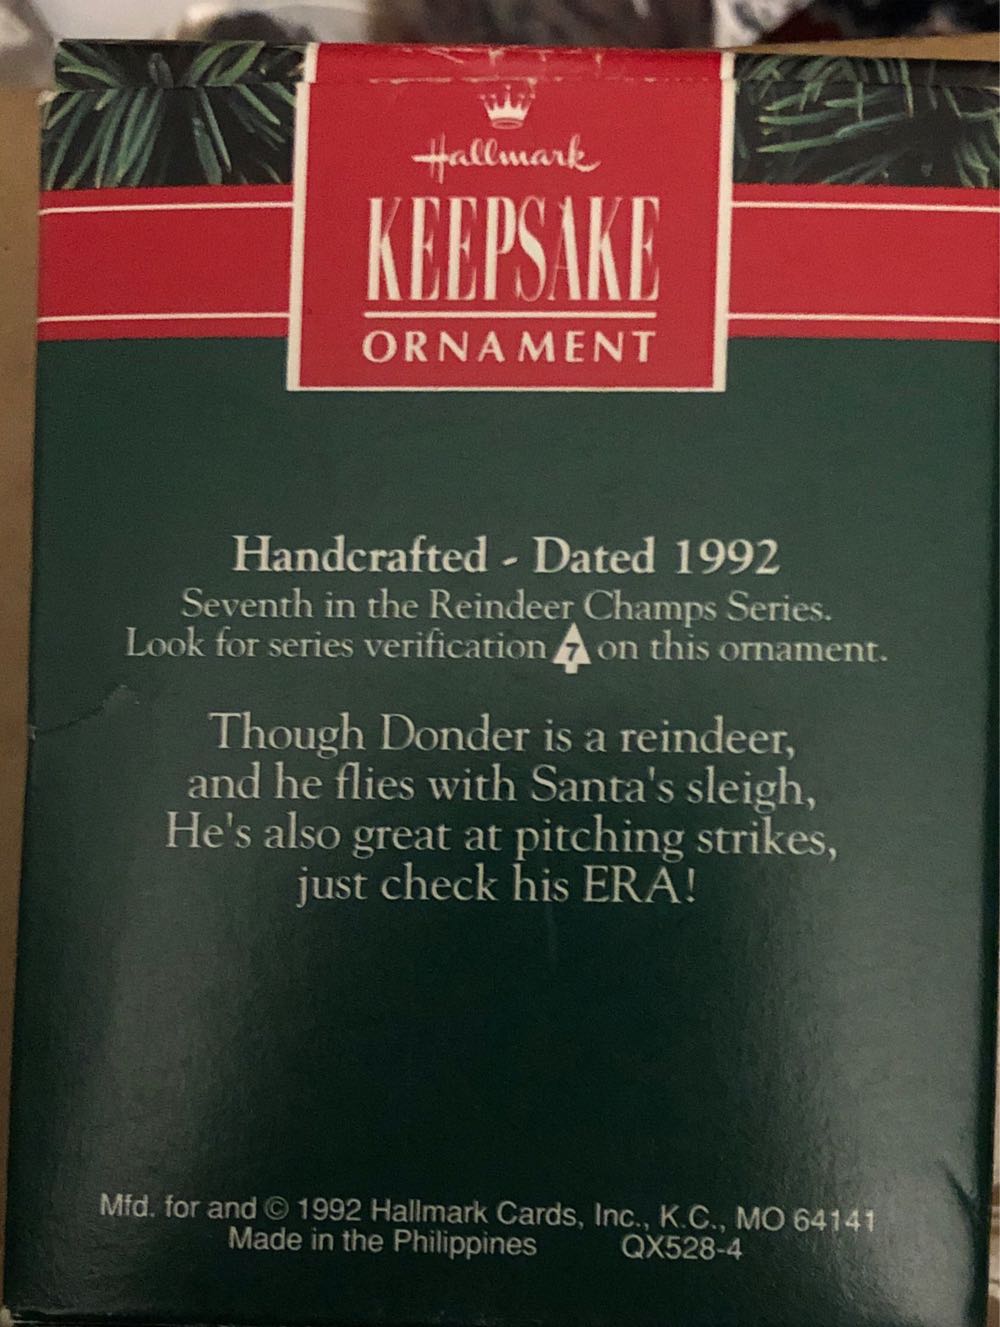 Hallmark
KEEPSAKE
ORNAMENT
Handcrafted - Dated 1992
Seventh in the Reindeer Champs Series.
Look for series verification 7 on this ornament.
Though Donder is a reindeer,
and he flies with Santa's sleigh,
He's also great at pitching strikes,
just check his ERA!
Mfd. for and © 1992 Hallmark Cards, Inc., K.C., MO 64141
Made in the Philippines QX528-4